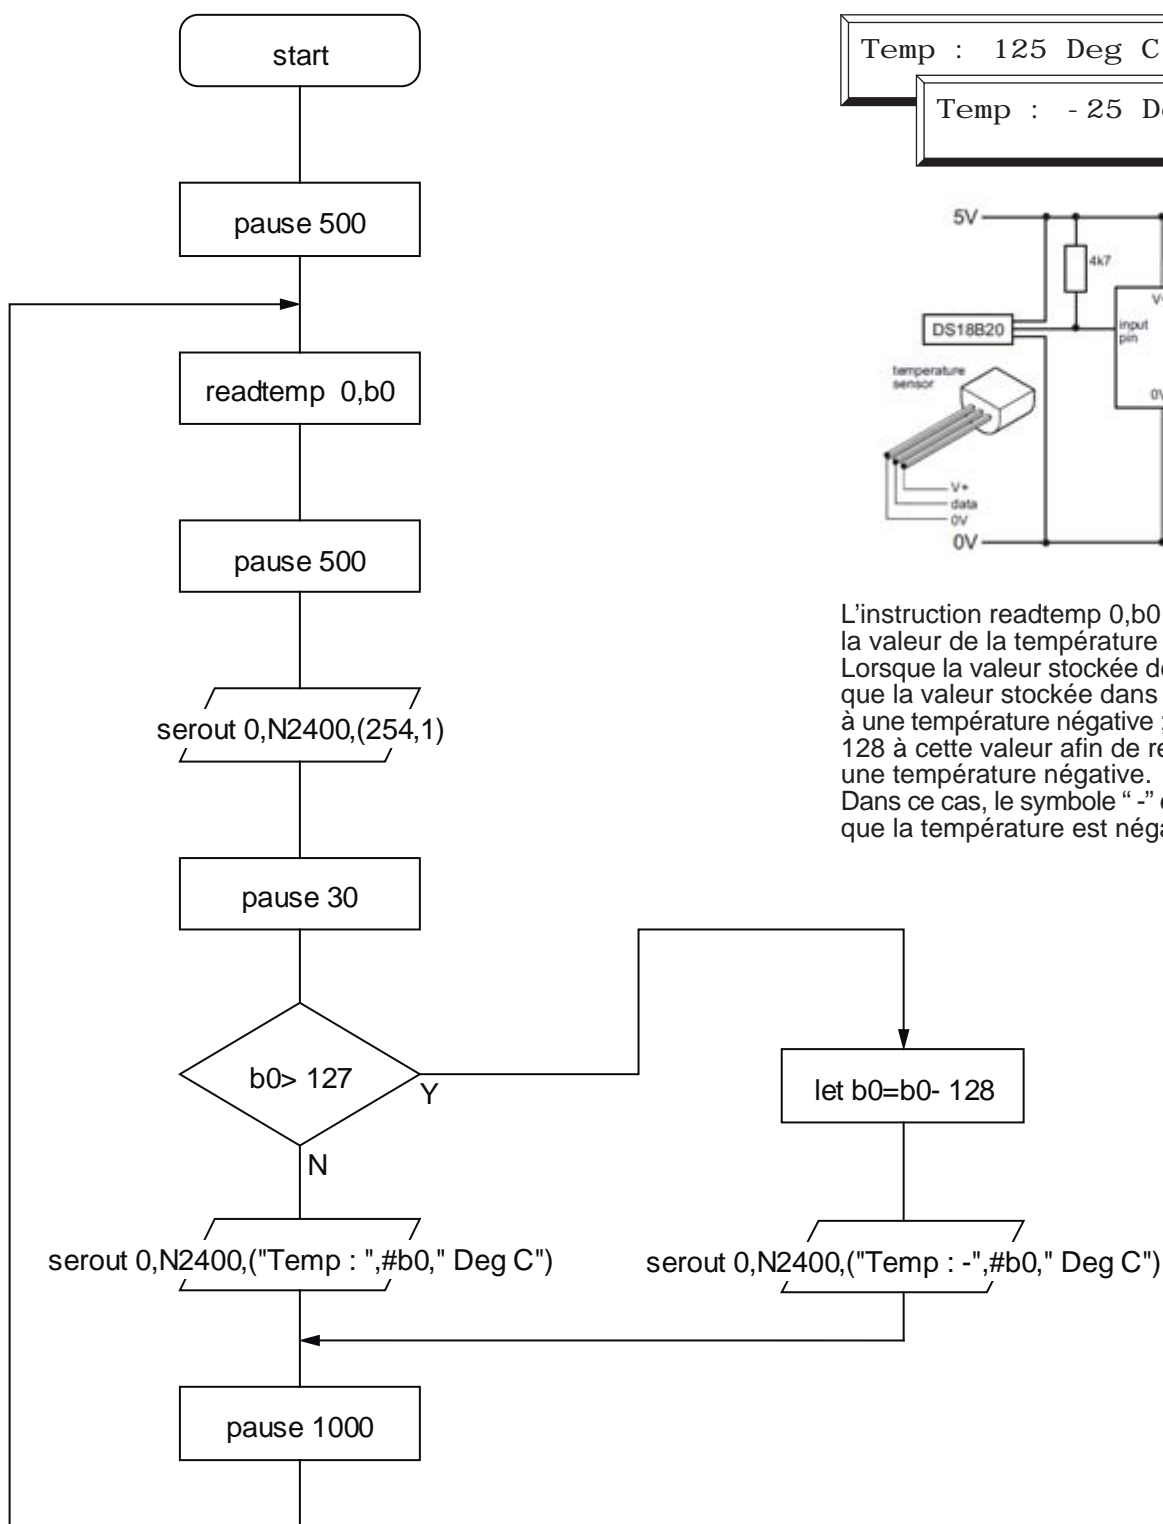 start
pause 500
readtemp 0,b0
pause 500
serout 0,N2400,(254,1)
pause 30
b0> 127
Y
N
let b0=b0- 128
serout 0,N2400,("Temp : ",#b0," Deg C")
serout 0,N2400,("Temp : -",#b0," Deg C")
pause 1000
Temp : 125 Deg C
Temp : - 25
5V
4k7
DS18B20
input
pin
temperature
sensor
V+
data
0V
0V
L'instruction readtemp 0,b0
la valeur de la température
Lorsque la valeur stockée
que la valeur stockée dans
à une température négative ;
128 à cette valeur afin de
une température négative.
Dans ce cas, le symbole “ -”
que la température est